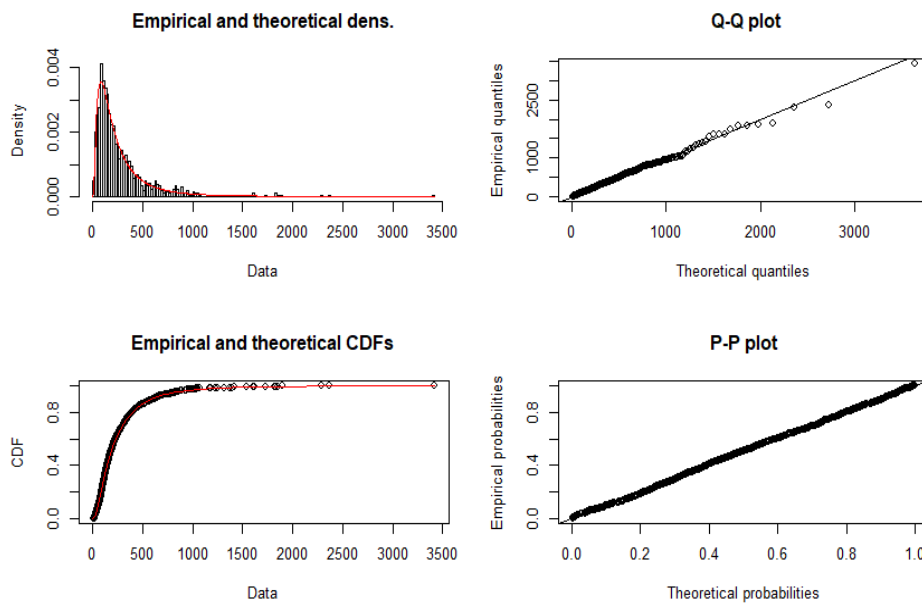 Empirical and theoretical dens.
Density
0.000
0.002
0.004
0 500 1000 1500 2000 2500 3000 3500
Data
Q-Q plot
Empirical quantiles
0 1000 2500
0 1000 2000 3000
Theoretical quantiles
Empirical and theoretical CDFs
CDF
0.0 0.4 0.8
0 500 1000 1500 2000 2500 3000 3500
Data
P-P plot
Empirical probabilities
0.0 0.4 0.8
0.0 0.2 0.4 0.6 0.8 1.0
Theoretical probabilities